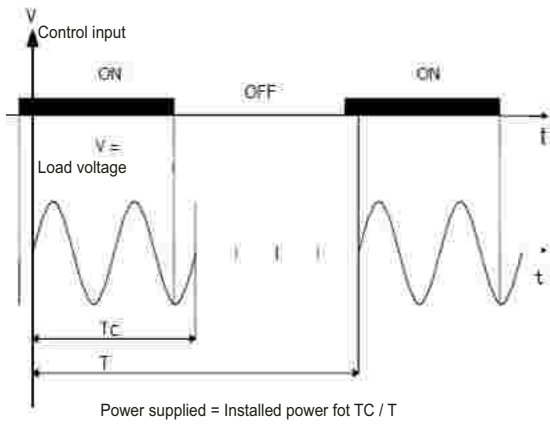 V
Control input
ON
OFF
ON
t
V =
Load voltage
t
Tc
T
Power supplied = Installed power fot TC / T